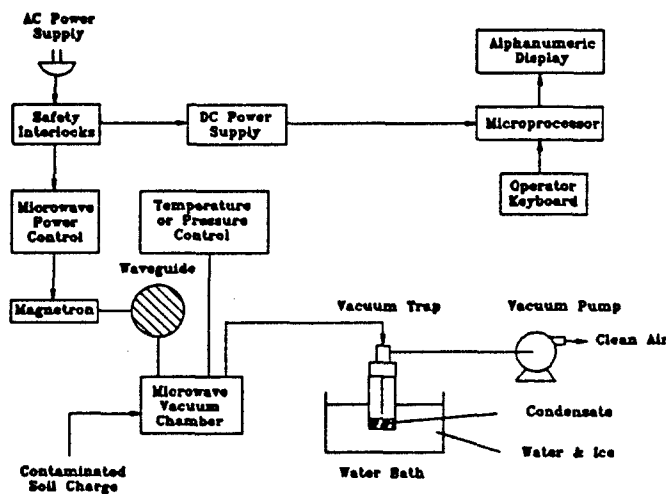 AC Power
Supply
Alphanumeric
Display
Safety
Interlocks
DC Power
Supply
Microprocessor
Operator
Keyboard
Microwave
Power
Control
Temperature
or Pressure
Control
Waveguide
Magnetron
Vacuum Trap
Vacuum Pump
Clean Air
Microwave
Vacuum
Chamber
Condensate
Water & Ice
Contaminated
Soil Charge
Water Bath